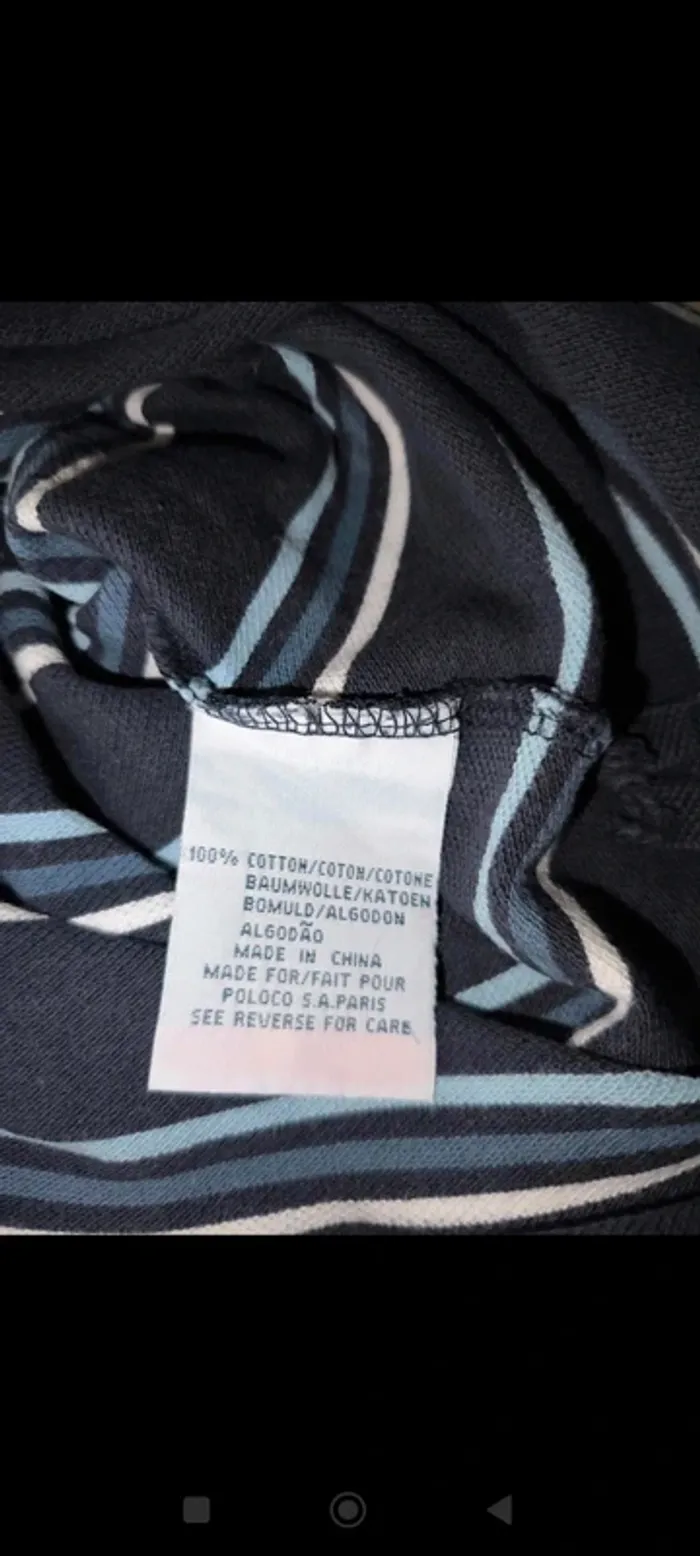 100% COTTON/COTON/COTONE
BAUMWOLLE/KATOEN
BOMULD/ALGODON
ALGODÃO
MADE IN CHINA
MADE FOR/FAIT POUR
POLOCO S.A.PARIS
SEE REVERSE FOR CARE